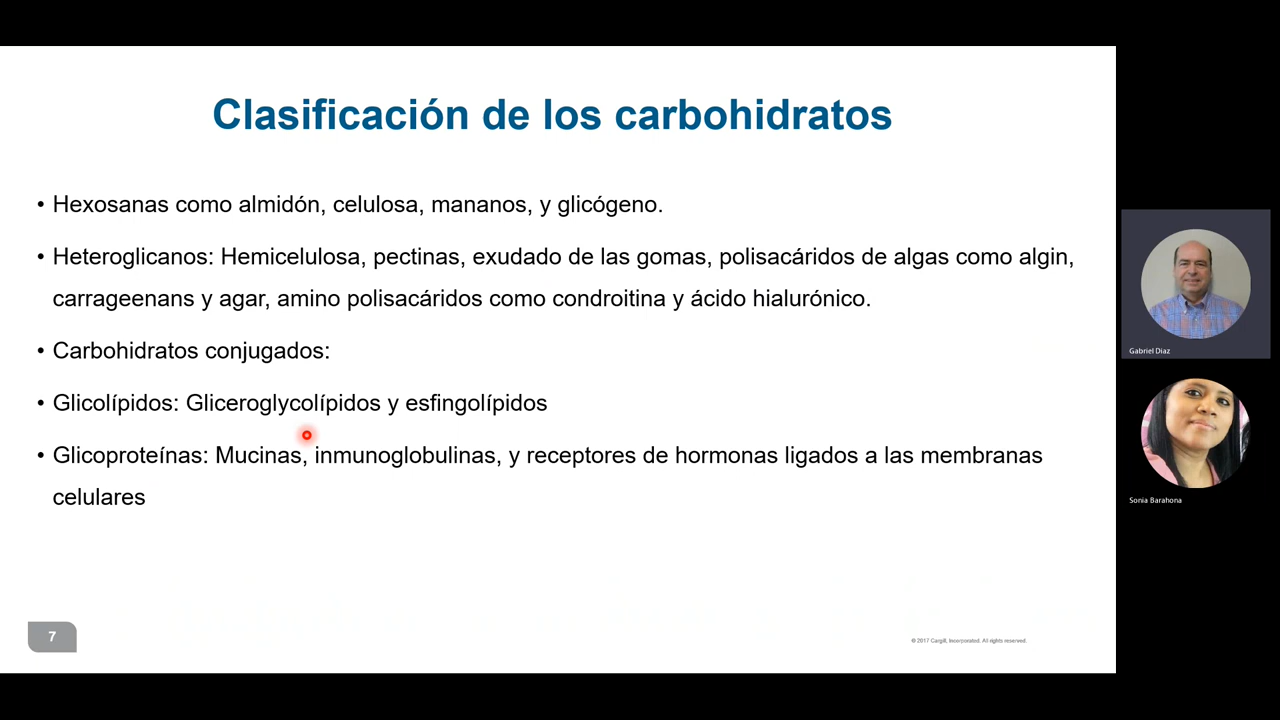 Clasificación de los carbohidratos
• Hexosanas como almidón, celulosa, mananos, y glicógeno.
• Heteroglicanos: Hemicelulosa, pectinas, exudado de las gomas, polisacáridos de algas como algin,
carrageenans y agar, amino polisacáridos como condroitina y ácido hialurónico.
• Carbohidratos conjugados:
• Glicolípidos: Gliceroglycolípidos y esfingolípidos
• Glicoproteínas: Mucinas, inmunoglobulinas, y receptores de hormonas ligados a las membranas
celulares
7
© 2017 Cargill, Incorporated. All rights reserved.
Gabriel Diaz
Sonia Barahona